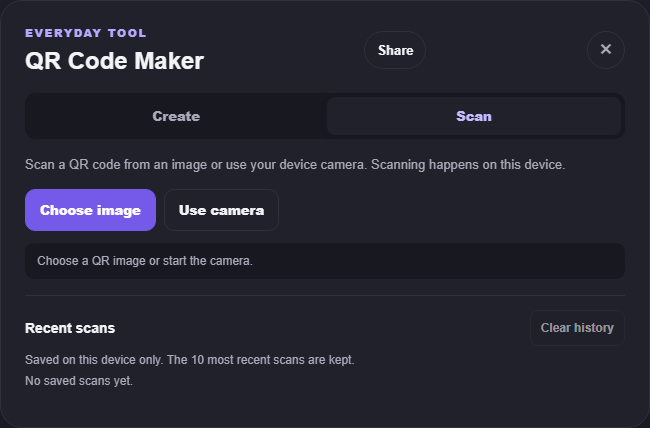 EVERYDAY TOOL
QR Code Maker
Share
✕
Create
Scan
Scan a QR code from an image or use your device camera. Scanning happens on this device.
Choose image
Use camera
Choose a QR image or start the camera.
Recent scans
Clear history
Saved on this device only. The 10 most recent scans are kept.
No saved scans yet.